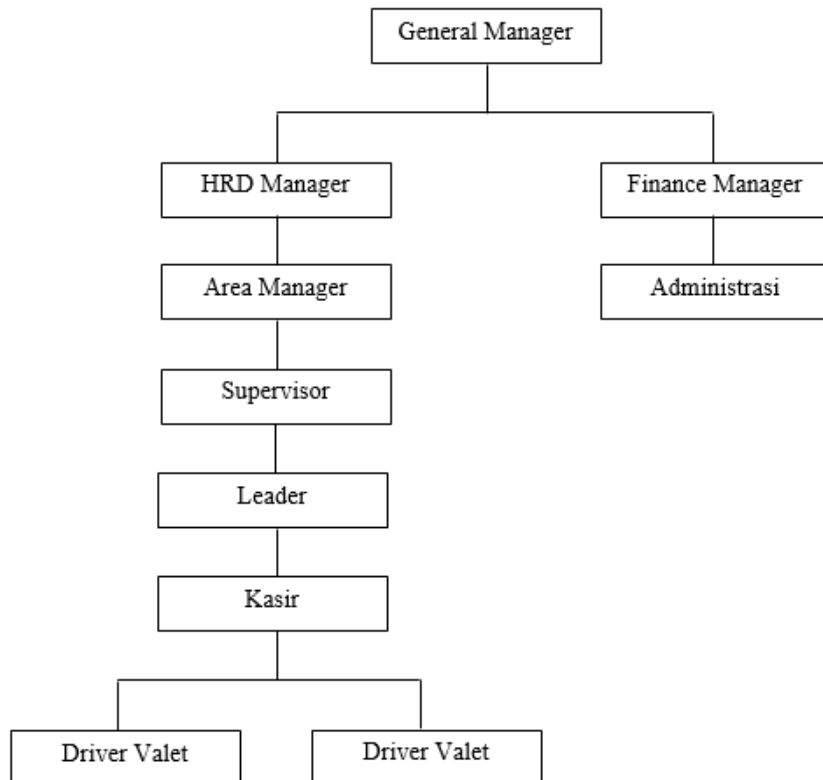 General Manager
HRD Manager
Finance Manager
Area Manager
Administrasi
Supervisor
Leader
Kasir
Driver Valet
Driver Valet